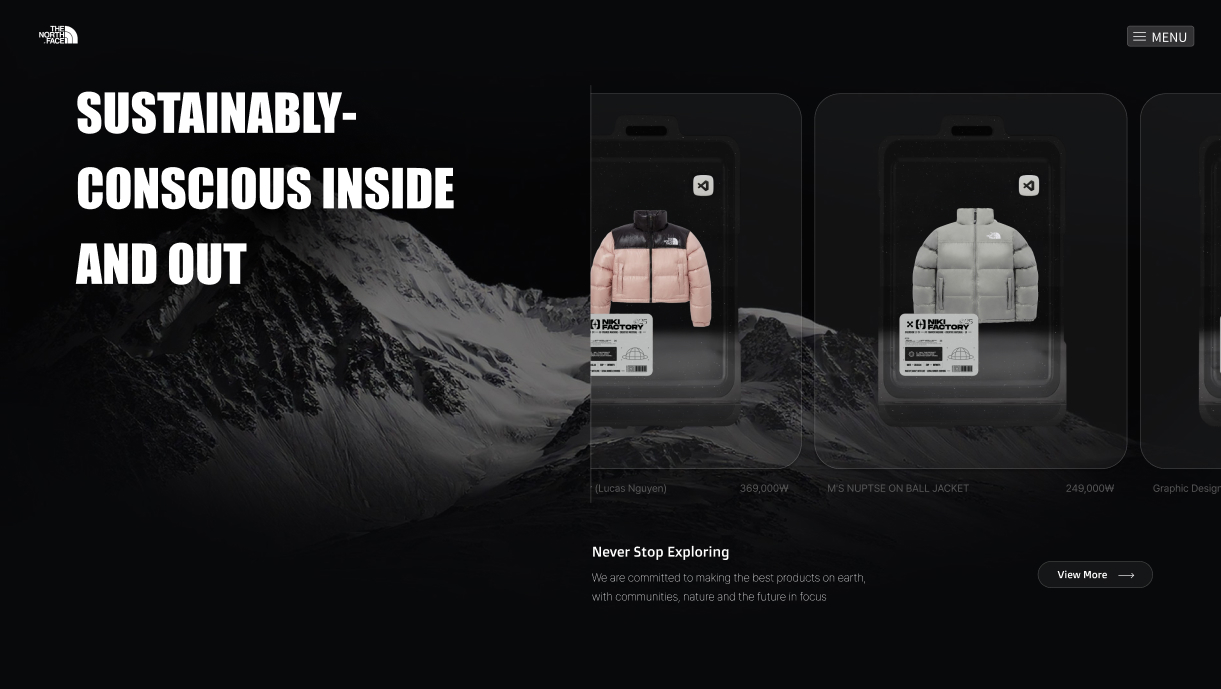 THE
NORTH
FACE
MENU
SUSTAINABLY-
CONSCIOUS INSIDE
AND OUT
NIKI
FACTORY
NIKI
FACTORY
(Lucas Nguyen)
369,000₩
M'S NUPTSE ON BALL JACKET
249,000₩
Graphic Design
Never Stop Exploring
We are committed to making the best products on earth,
with communities, nature and the future in focus
View More